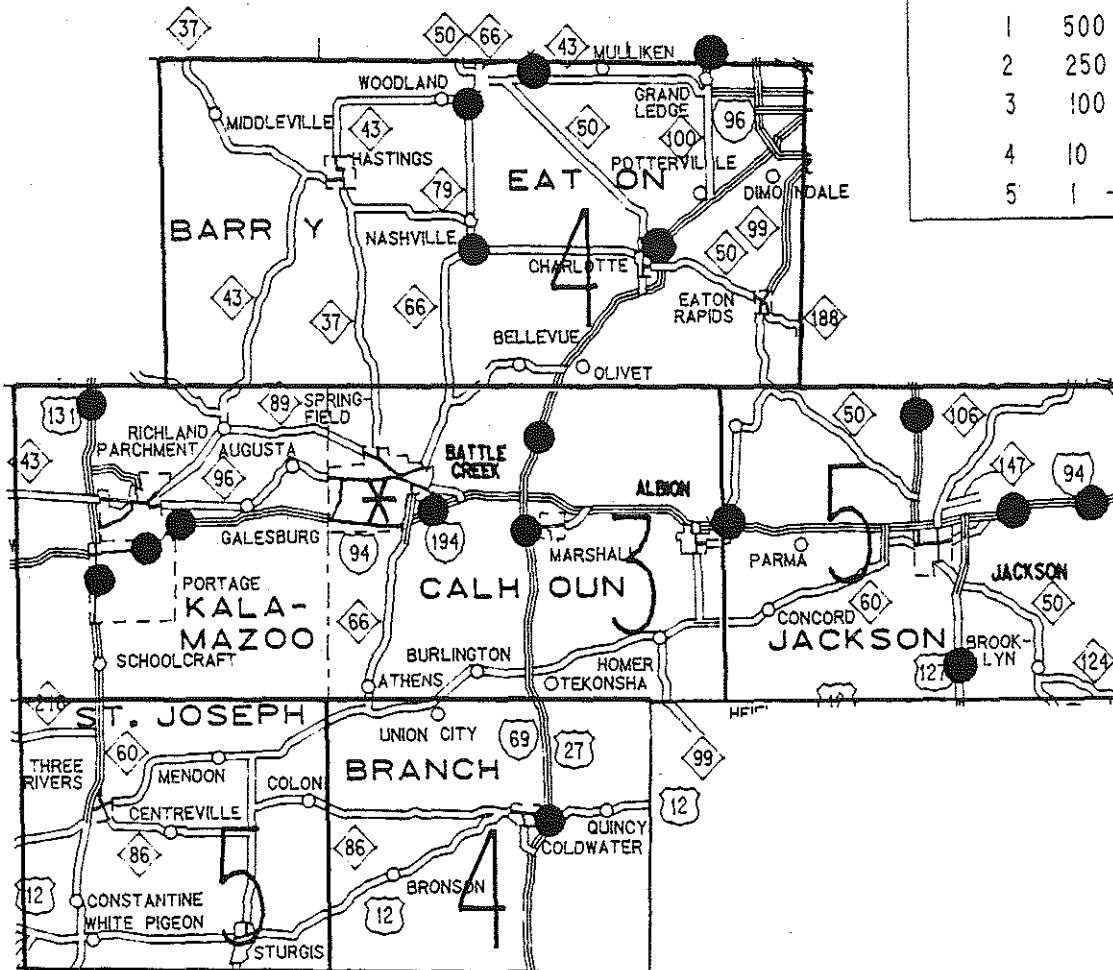 1 500
2 250
3 100
4 10
5 1 -
37
50 66
43 MULLIKEN
WOODLAND
GRAND
LEDGE
MIDDLEVILLE
43
50
100
96
HASTINGS
POTTERVILLE
EATON
DIMONDALE
79
BARRY
NASHVILLE
4
50
99
CHARLOTTE
43
37
66
EATON
RAPIDS
188
BELLEVUE
OLIVET
131
89
SPRING-
FIELD
50
106
RICHLAND
PARCHMENT
AUGUSTA
BATTLE
CREEK
43
96
ALBION
147
94
5
*
GALESBURG
94
194
MARSHALL
3
PARMA
5
JACKSON
PORTAGE
KALA-
MAZOO
CALHOUN
66
CONCORD
60
50
JACKSON
BROOK-
LYN
SCHOOLCRAFT
BURLINGTON
HOMER
127
124
ATHENS
TEKONSHA
216
ST. JOSEPH
UNION CITY
69
27
99
THREE
RIVERS
60
MENDON
BRANCH
COLON
12
CENTREVILLE
QUINCY
COLDWATER
86
5
86
4
12
CONSTANTINE
BRONSON
WHITE PIGEON
12
STURGIS